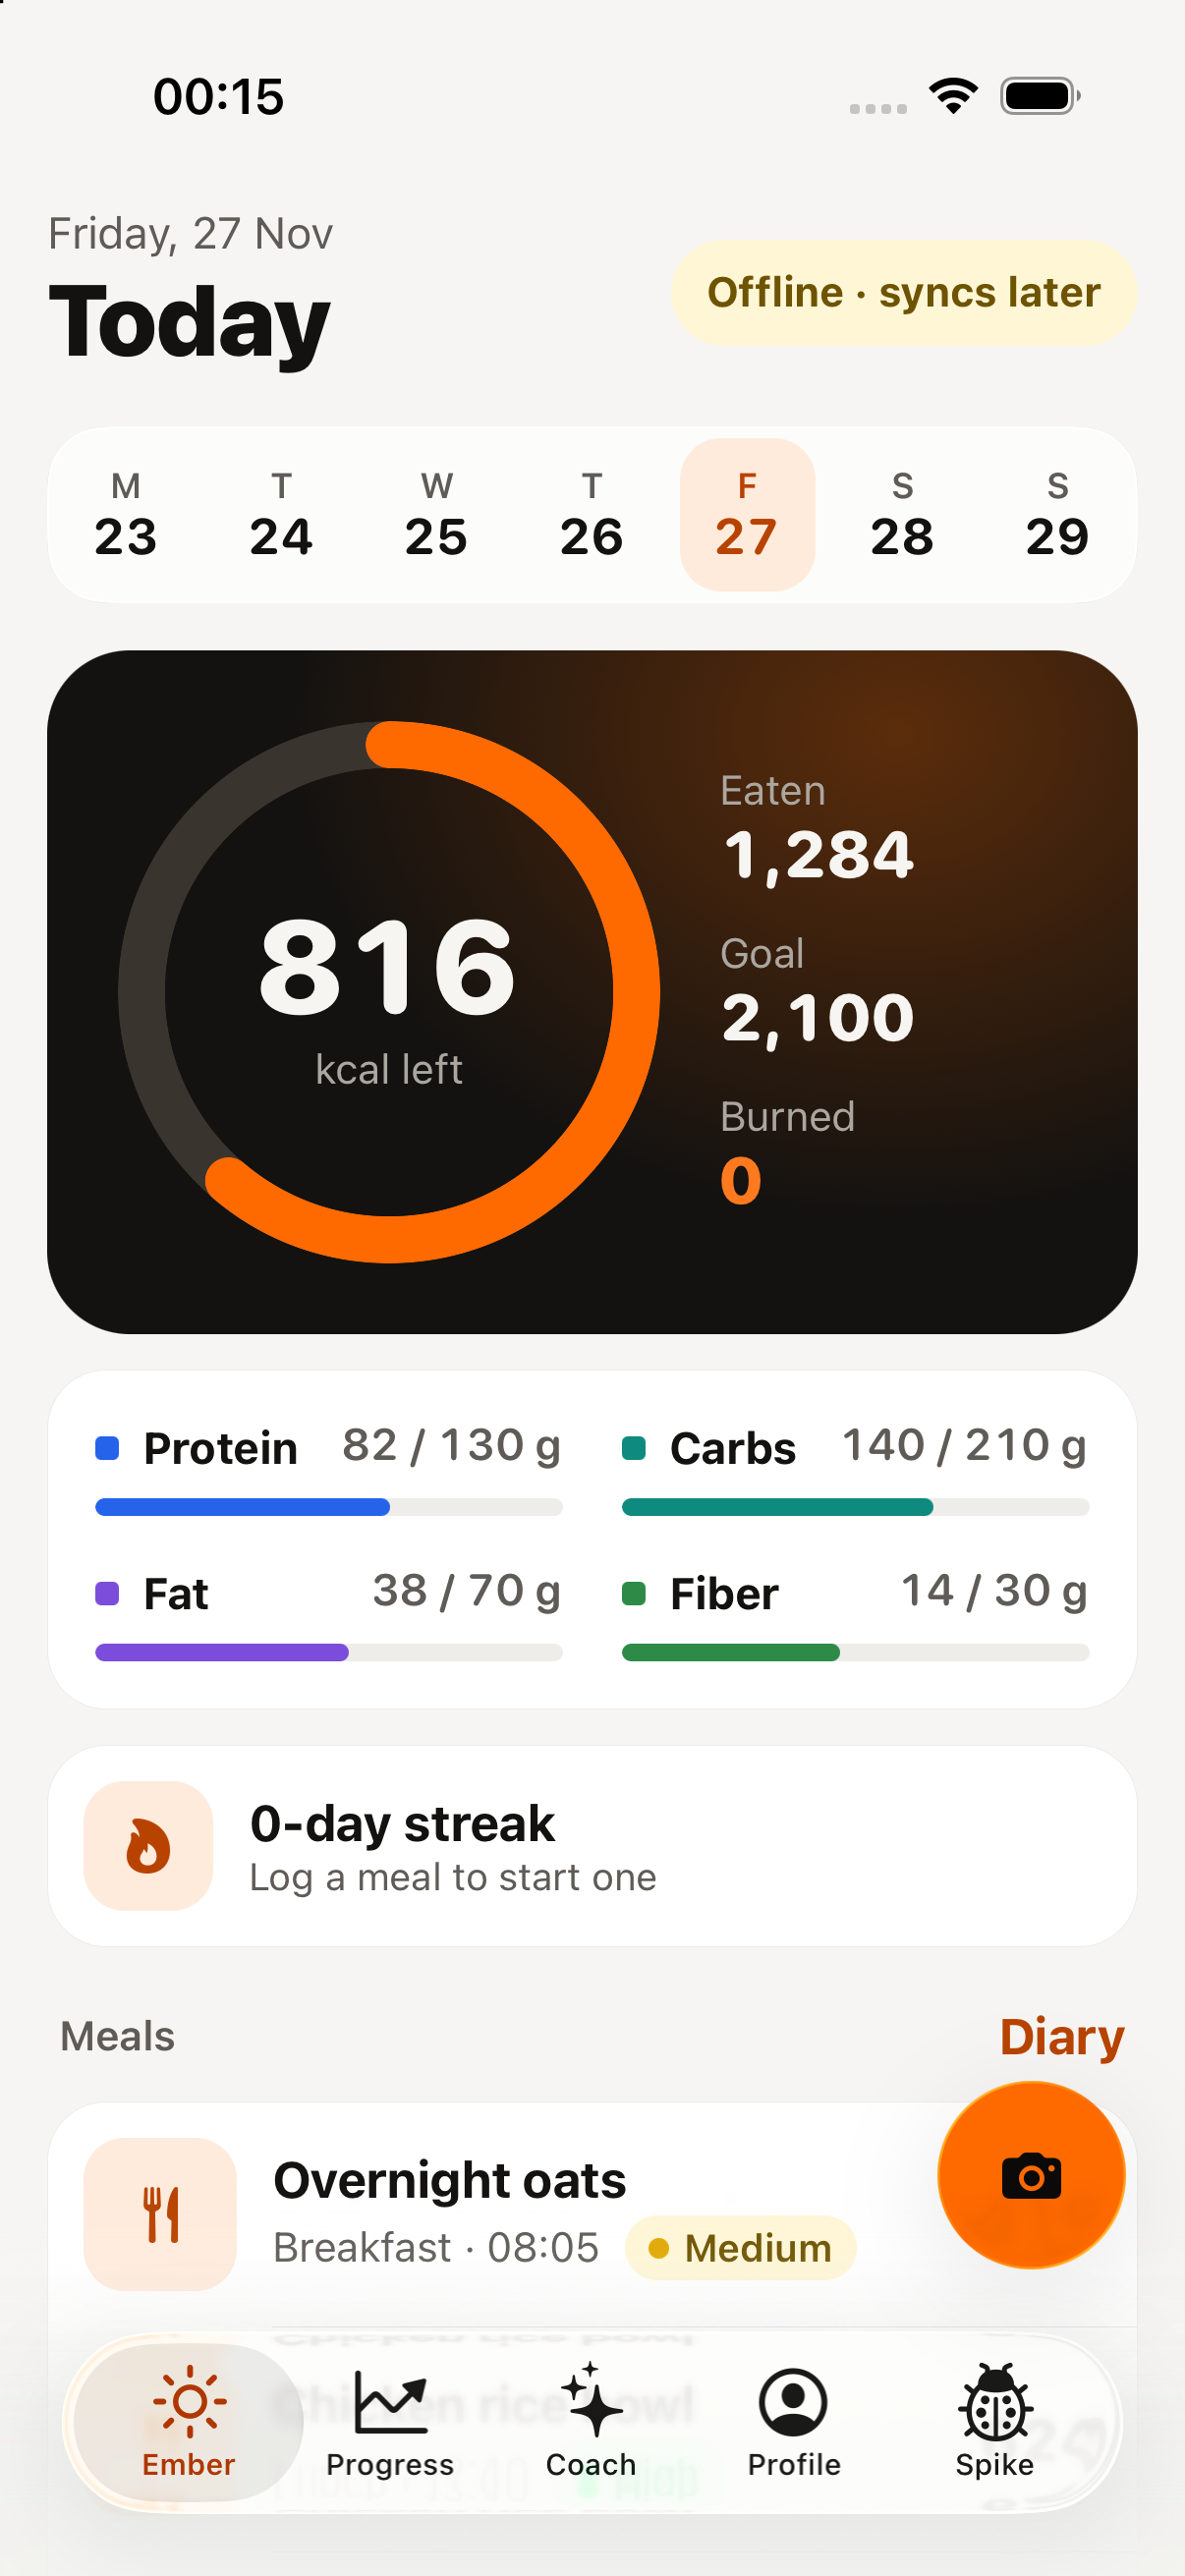 00:15
Friday, 27 Nov
Today
Offline · syncs later
M T W T F S S
23 24 25 26 27 28 29
816
kcal left
Eaten
1,284
Goal
2,100
Burned
0
Protein 82 / 130 g
Carbs 140 / 210 g
Fat 38 / 70 g
Fiber 14 / 30 g
0-day streak
Log a meal to start one
Meals
Diary
Overnight oats
Breakfast · 08:05
Medium
Chicken rice bowl
Ember
Progress
Coach
Profile
Spike